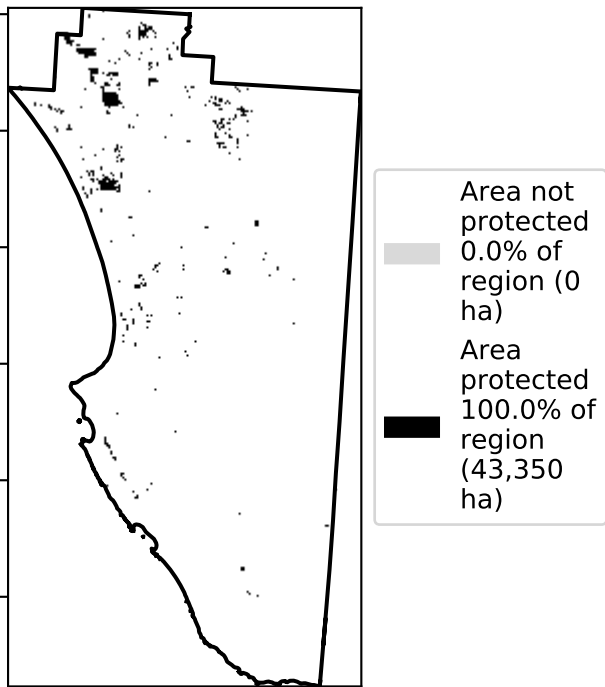 Area not
protected
0.0% of
region (0
ha)
Area
protected
100.0% of
region
(43,350
ha)